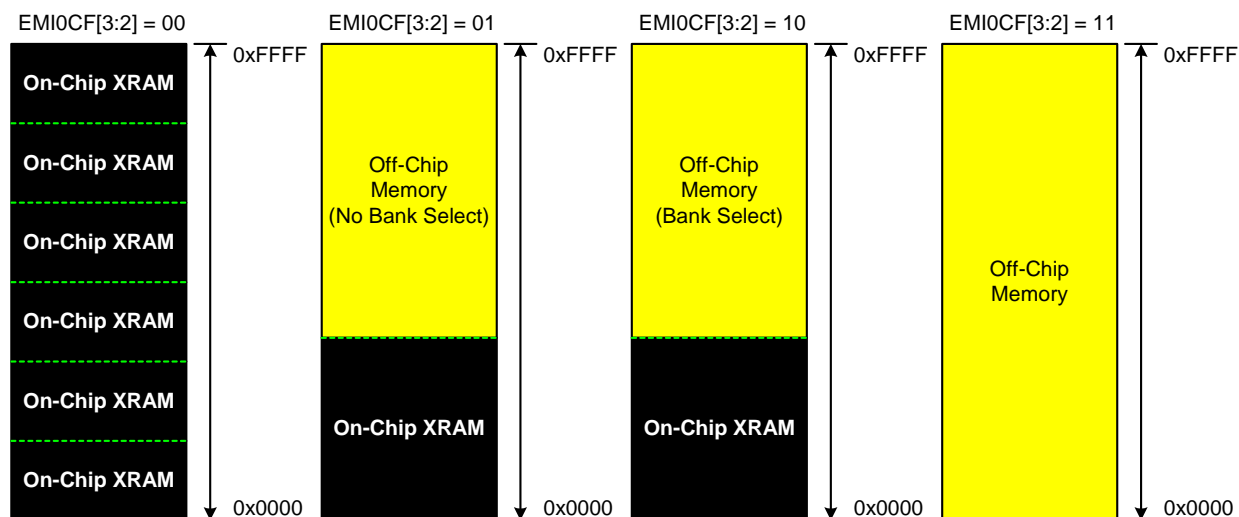 EMI0CF[3:2] = 00
0xFFFF
On-Chip XRAM
On-Chip XRAM
On-Chip XRAM
On-Chip XRAM
On-Chip XRAM
On-Chip XRAM
0x0000
EMI0CF[3:2] = 01
0xFFFF
Off-Chip
Memory
(No Bank Select)
On-Chip XRAM
0x0000
EMI0CF[3:2] = 10
0xFFFF
Off-Chip
Memory
(Bank Select)
On-Chip XRAM
0x0000
EMI0CF[3:2] = 11
0xFFFF
Off-Chip
Memory
0x0000